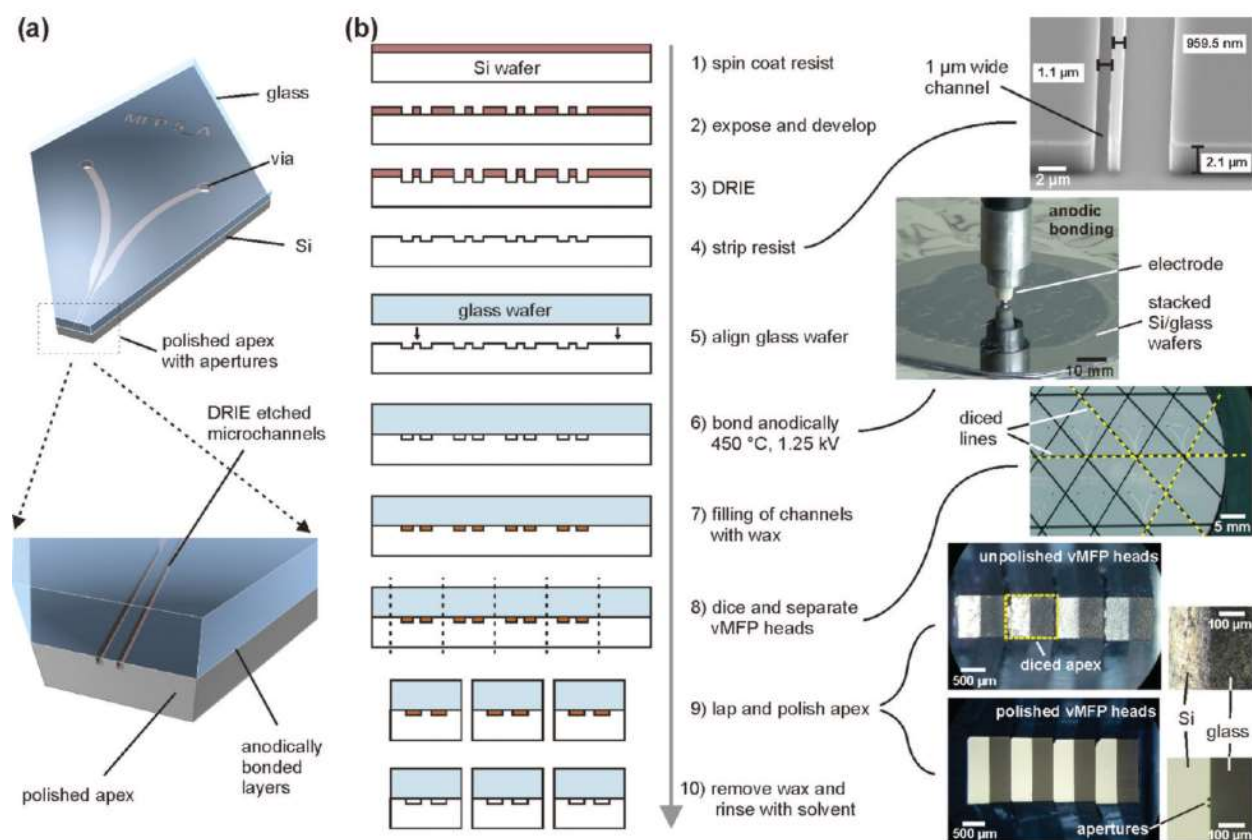 (a)
glass
MFP5_A
via
Si
polished apex
with apertures
DRIE etched
microchannels
polished apex
anodically
bonded
layers
(b)
Si wafer
glass wafer
1) spin coat resist
2) expose and develop
3) DRIE
4) strip resist
5) align glass wafer
6) bond anodically
450 °C, 1.25 kV
7) filling of channels
with wax
8) dice and separate
vMFP heads
9) lap and polish apex
10) remove wax and
rinse with solvent
1 µm wide
channel
1.1 µm
959.5 nm
2.1 µm
2 µm
anodic
bonding
electrode
stacked
Si/glass
wafers
10 mm
diced
lines
5 mm
unpolished vMFP heads
diced apex
500 µm
100 µm
Si
glass
polished vMFP heads
500 µm
apertures
100 µm